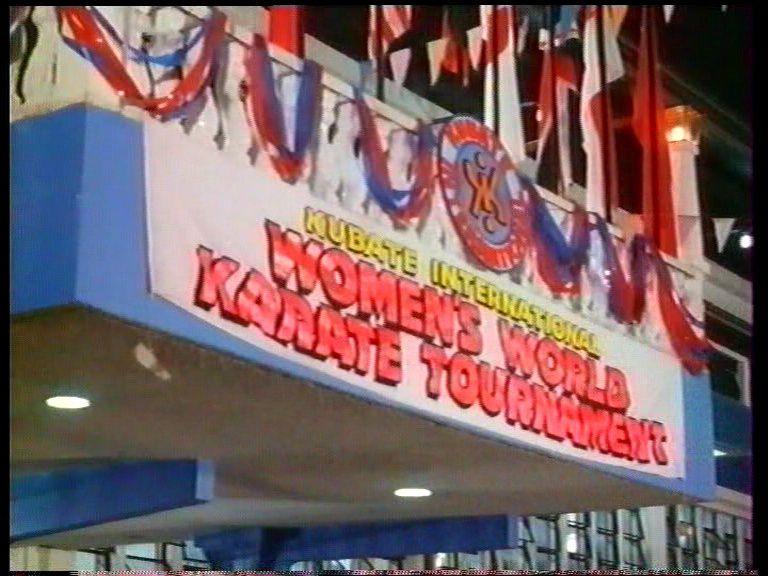 KUBATE INTERNATIONAL
WOMEN'S WORLD
KARATE TOURNAMENT